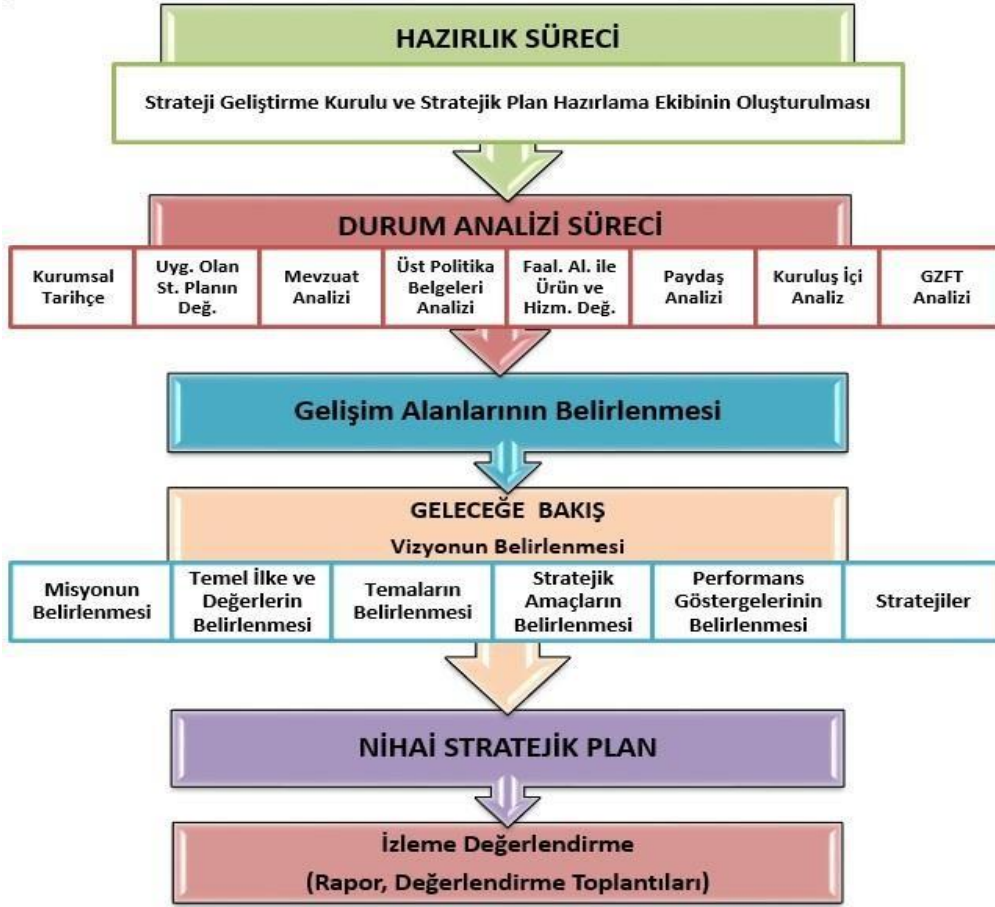 HAZIRLIK SÜRECİ
Strateji Geliştirme Kurulu ve Stratejik Plan Hazırlama Ekibinin Oluşturulması
DURUM ANALİZİ SÜRECİ
Kurumsal
Tarihçe
Uyg. Olan
St. Planın
Değ.
Mevzuat
Analizi
Üst Politika
Belgeleri
Analizi
Faal. Al. ile
Ürün ve
Hizm. Değ.
Paydaş
Analizi
Kuruluş İçi
Analiz
GZFT
Analizi
Gelişim Alanlarının Belirlenmesi
GELECEĞE BAKIŞ
Vizyonun Belirlenmesi
Misyonun
Belirlenmesi
Temel İlke ve
Değerlerin
Belirlenmesi
Temaların
Belirlenmesi
Stratejik
Amaçların
Belirlenmesi
Performans
Göstergelerinin
Belirlenmesi
Stratejiler
NİHAİ STRATEJİK PLAN
İzleme Değerlendirme
(Rapor, Değerlendirme Toplantıları)